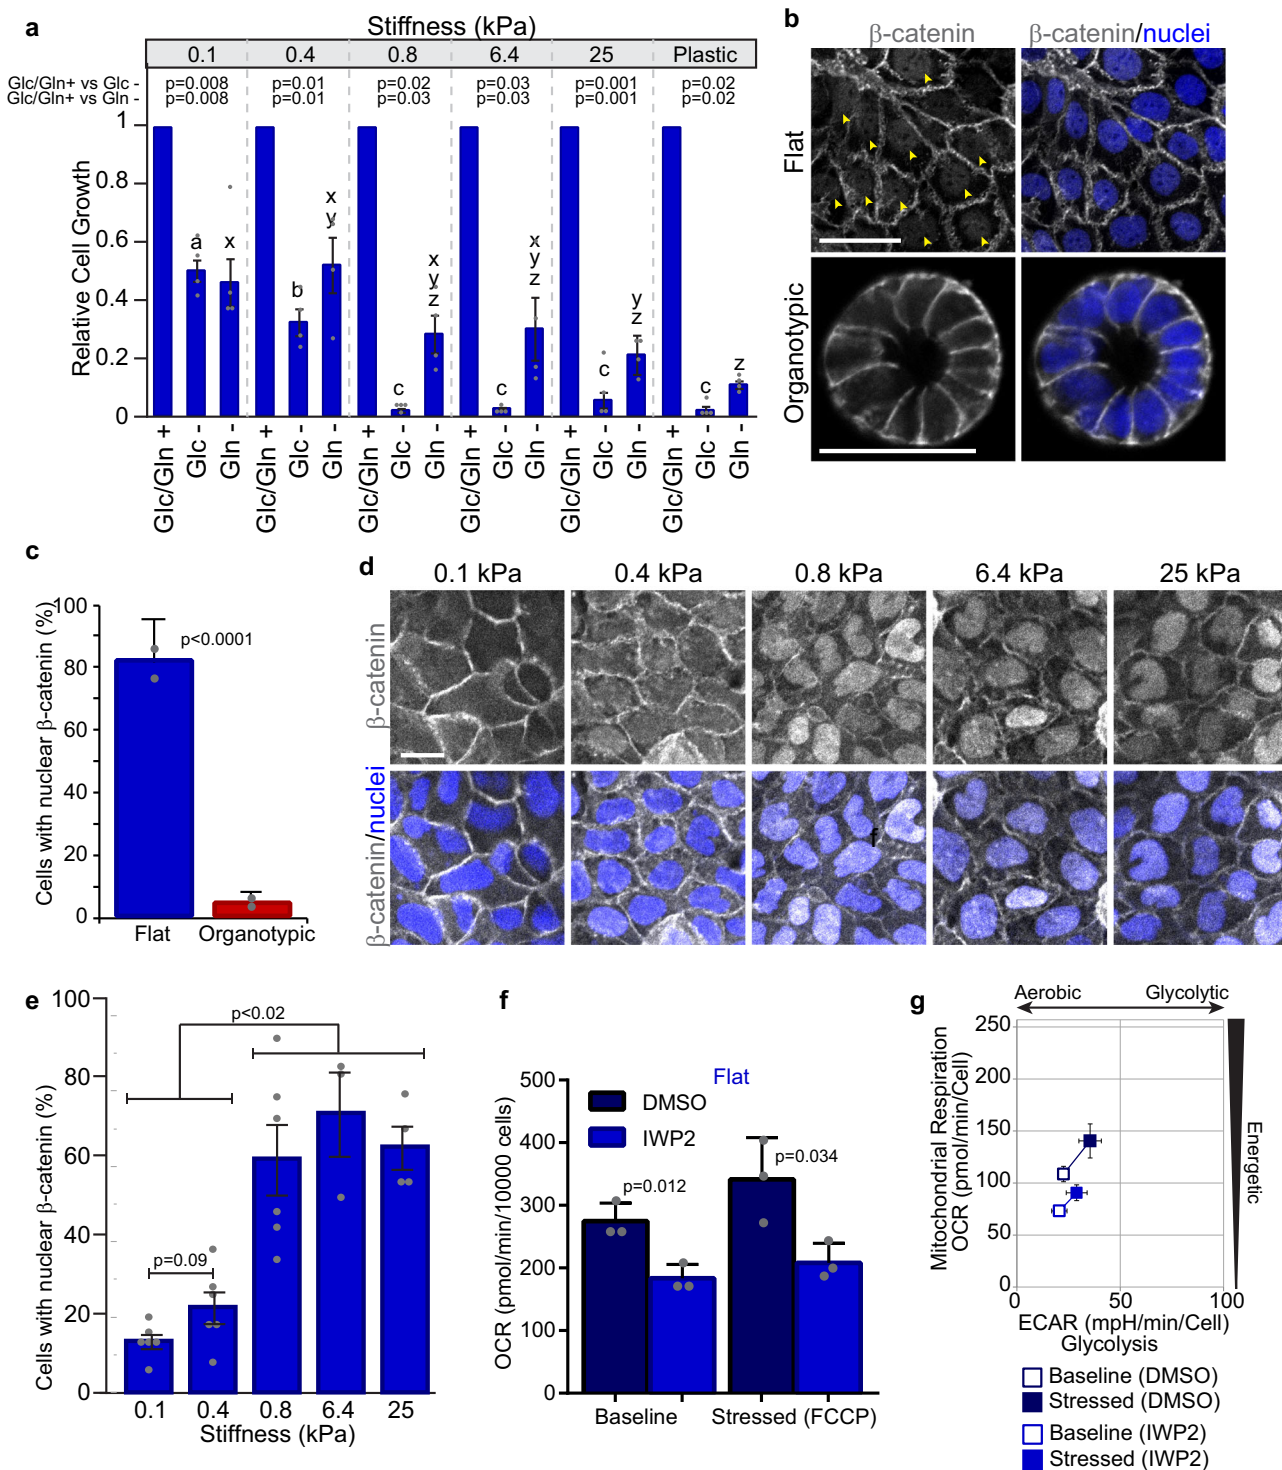 a
Stiffness (kPa)
0.1 0.4 0.8 6.4 25 Plastic
Glc/Gln+ vs Glc - p=0.008 p=0.01 p=0.02 p=0.03 p=0.001 p=0.02
Glc/Gln+ vs Gln - p=0.008 p=0.01 p=0.03 p=0.03 p=0.001 p=0.02
Relative Cell Growth
1
0.8
0.6
0.4
0.2
0
a x b x y c x y z c x y z c y z c z
Glc/Gln + Glc - Gln - Glc/Gln + Glc - Gln - Glc/Gln + Glc - Gln - Glc/Gln + Glc - Gln - Glc/Gln + Glc - Gln - Glc/Gln + Glc - Gln -
b
β-catenin β-catenin/nuclei
Flat
Organotypic
c
Cells with nuclear β-catenin (%)
100
80
60
40
20
0
p<0.0001
Flat Organotypic
d
0.1 kPa 0.4 kPa 0.8 kPa 6.4 kPa 25 kPa
β-catenin
β-catenin/nuclei
f
e
Cells with nuclear β-catenin (%)
100
80
60
40
20
0
p<0.02
p=0.09
0.1 0.4 0.8 6.4 25
Stiffness (kPa)
f
Flat
OCR (pmol/min/10000 cells)
500
400
300
200
100
0
DMSO
IWP2
p=0.012
p=0.034
Baseline Stressed (FCCP)
g
Aerobic Glycolytic
Mitochondrial Respiration
OCR (pmol/min/Cell)
250
200
150
100
50
0
Energetic
0 50 100
ECAR (mpH/min/Cell)
Glycolysis
Baseline (DMSO)
Stressed (DMSO)
Baseline (IWP2)
Stressed (IWP2)